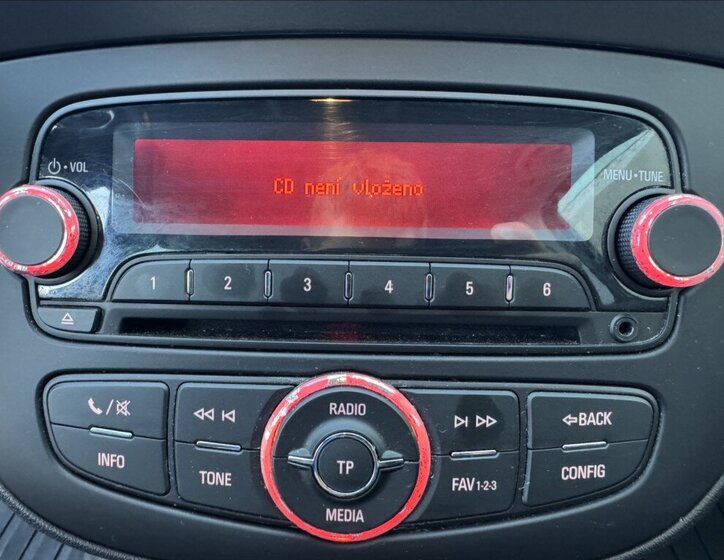 VOL
MENU•TUNE
CD není vloženo
1 2 3 4 5 6
RADIO
BACK
INFO
TONE
TP
FAV1-2-3
CONFIG
MEDIA